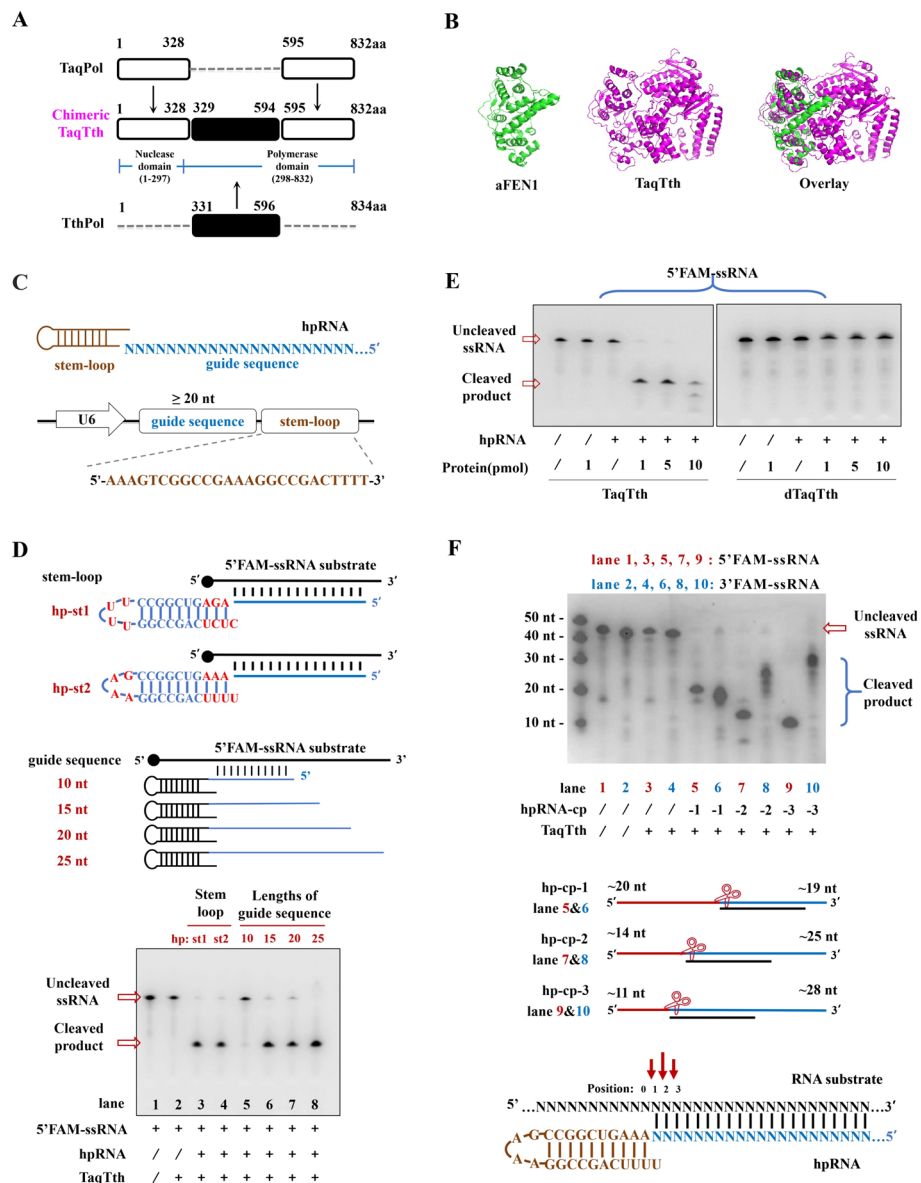 A
1 328 595 832aa
TaqPol
1 328 329 594 595 832aa
Chimeric
TaqTth
Nuclease domain (1-297)
Polymerase domain (298-832)
1 331 596 834aa
TthPol
B
aFEN1 TaqTth Overlay
C
hpRNA
NNNNNNNNNNNNNNNNNNNNN...5'
stem-loop guide sequence
≥ 20 nt
U6 guide sequence stem-loop
5'-AAAGTCGGCCGAAAGGCCGACTTTT-3'
D
5'FAM-ssRNA substrate
stem-loop 5' 3'
hp-st1
U U CCGGCUGAGA 5'
U U GGCCGACUCUC
5' 3'
hp-st2
A G CCGGCUGAAA 5'
A A GGCCGACUUUU
guide sequence 5' 5'FAM-ssRNA substrate 3'
10 nt 5'
15 nt
20 nt
25 nt
Stem loop
Lengths of guide sequence
hp: st1 st2 10 15 20 25
Uncleaved ssRNA
Cleaved product
lane 1 2 3 4 5 6 7 8
5'FAM-ssRNA + + + + + + + +
hpRNA / / + + + + + +
TaqTth / + + + + + + +
E
5'FAM-ssRNA
Uncleaved ssRNA
Cleaved product
hpRNA / / + + + + / / + + + +
Protein(pmol) / 1 / 1 5 10 / 1 / 1 5 10
TaqTth dTaqTth
F
lane 1, 3, 5, 7, 9 : 5'FAM-ssRNA
lane 2, 4, 6, 8, 10: 3'FAM-ssRNA
50 nt -
40 nt -
30 nt -
20 nt -
10 nt -
Uncleaved ssRNA
Cleaved product
lane 1 2 3 4 5 6 7 8 9 10
hpRNA-cp / / / / -1 -1 -2 -2 -3 -3
TaqTth / / + + + + + + + +
hp-cp-1 ~20 nt ~19 nt
lane 5&6 5' 3'
hp-cp-2 ~14 nt ~25 nt
lane 7&8 5' 3'
hp-cp-3 ~11 nt ~28 nt
lane 9&10 5' 3'
Position: 0 1 2 3
RNA substrate
5' ...NNNNNNNNNNNNNNNNNNNNNNNNNNNNNN...3'
A G CCGGCUGAAA NNNNNNNNNNNNNNNNNNN...5'
A A GGCCGACUUUU
hpRNA